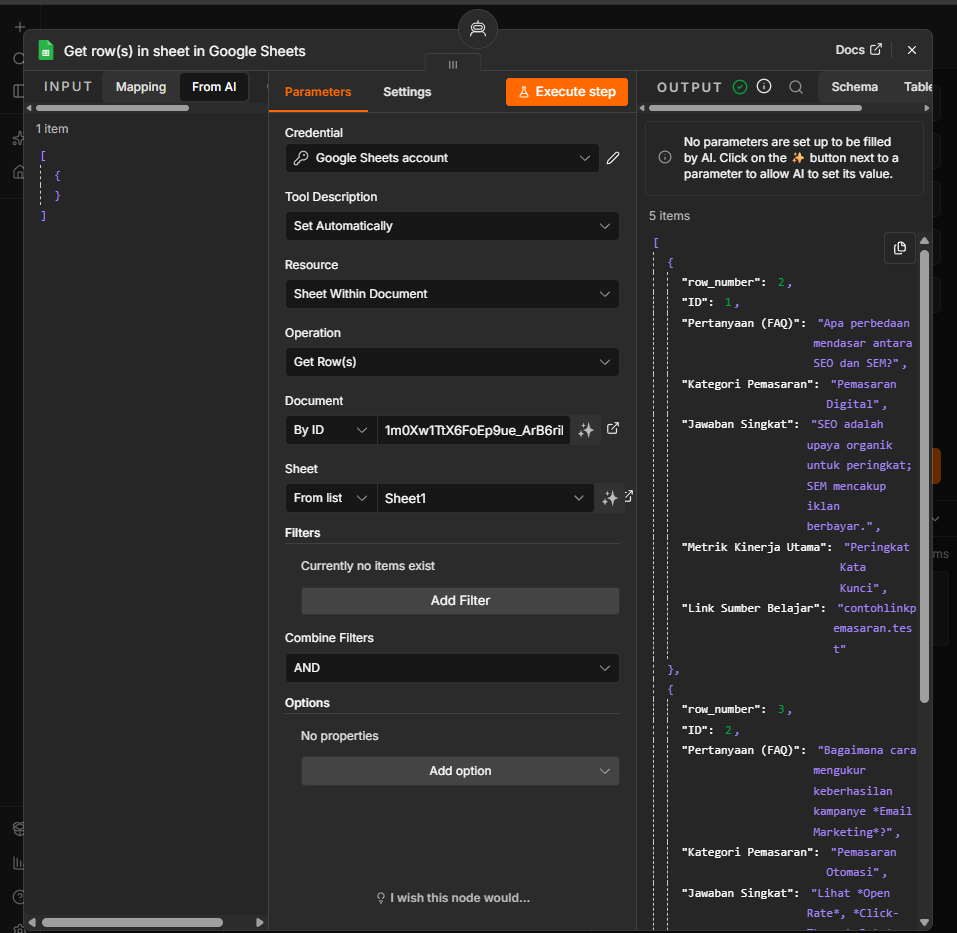 Get row(s) in sheet in Google Sheets
Docs
INPUT
Mapping
From AI
1 item
[
{
}
]
Parameters
Settings
Execute step
Credential
Google Sheets account
Tool Description
Set Automatically
Resource
Sheet Within Document
Operation
Get Row(s)
Document
By ID
1m0Xw1TtX6FoEp9ue_ArB6ril
Sheet
From list
Sheet1
Filters
Currently no items exist
Add Filter
Combine Filters
AND
Options
No properties
Add option
I wish this node would...
OUTPUT
Schema
Table
No parameters are set up to be filled
by AI. Click on the ✨ button next to a
parameter to allow AI to set its value.
5 items
[
{
"row_number": 2,
"ID": 1,
"Pertanyaan (FAQ)": "Apa perbedaan
mendasar antara
SEO dan SEM?",
"Kategori Pemasaran": "Pemasaran
Digital",
"Jawaban Singkat": "SEO adalah
upaya organik
untuk peringkat;
SEM mencakup
iklan
berbayar.",
"Metrik Kinerja Utama": "Peringkat
Kata
Kunci",
"Link Sumber Belajar": "contohlinkp
emasaran.tes
t"
},
{
"row_number": 3,
"ID": 2,
"Pertanyaan (FAQ)": "Bagaimana cara
mengukur
keberhasilan
kampanye *Email
Marketing*?",
"Kategori Pemasaran": "Pemasaran
Otomasi",
"Jawaban Singkat": "Lihat *Open
Rate*, *Click-
ms